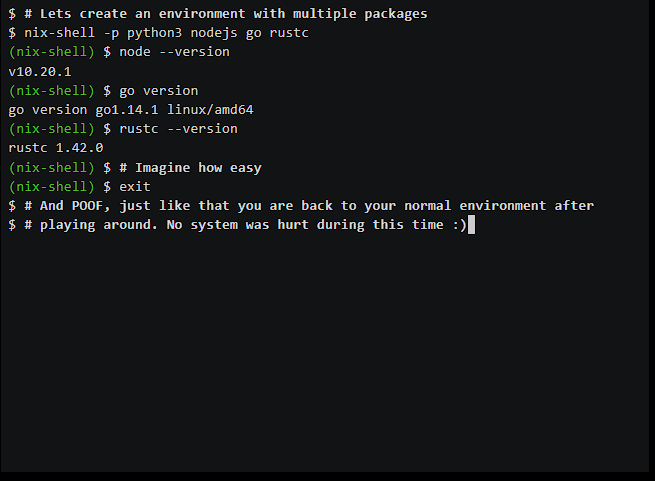 $ # Lets create an environment with multiple packages
$ nix-shell -p python3 nodejs go rustc
(nix-shell) $ node --version
v10.20.1
(nix-shell) $ go version
go version go1.14.1 linux/amd64
(nix-shell) $ rustc --version
rustc 1.42.0
(nix-shell) $ # Imagine how easy
(nix-shell) $ exit
$ # And POOF, just like that you are back to your normal environment after
$ # playing around. No system was hurt during this time :)